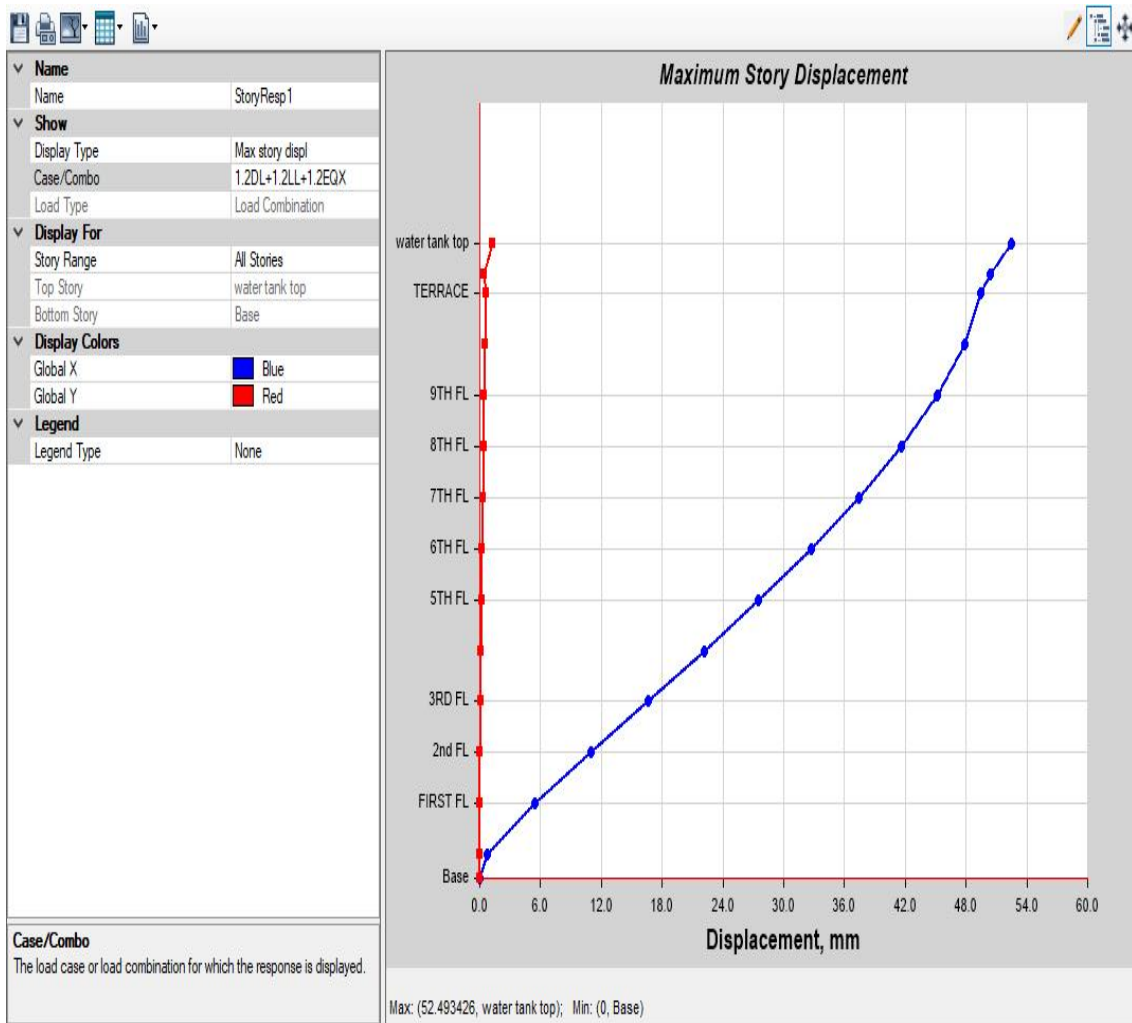 Name
Name StoryResp1
Show
Display Type Max story displ
Case/Combo 1.2DL+1.2LL+1.2EQX
Load Type Load Combination
Display For
Story Range All Stories
Top Story water tank top
Bottom Story Base
Display Colors
Global X Blue
Global Y Red
Legend
Legend Type None
Case/Combo
The load case or load combination for which the response is displayed.
Maximum Story Displacement
water tank top
TERRACE
9TH FL
8TH FL
7TH FL
6TH FL
5TH FL
3RD FL
2nd FL
FIRST FL
Base
0.0 6.0 12.0 18.0 24.0 30.0 36.0 42.0 48.0 54.0 60.0
Displacement, mm
Max: (52.493426, water tank top); Min: (0, Base)